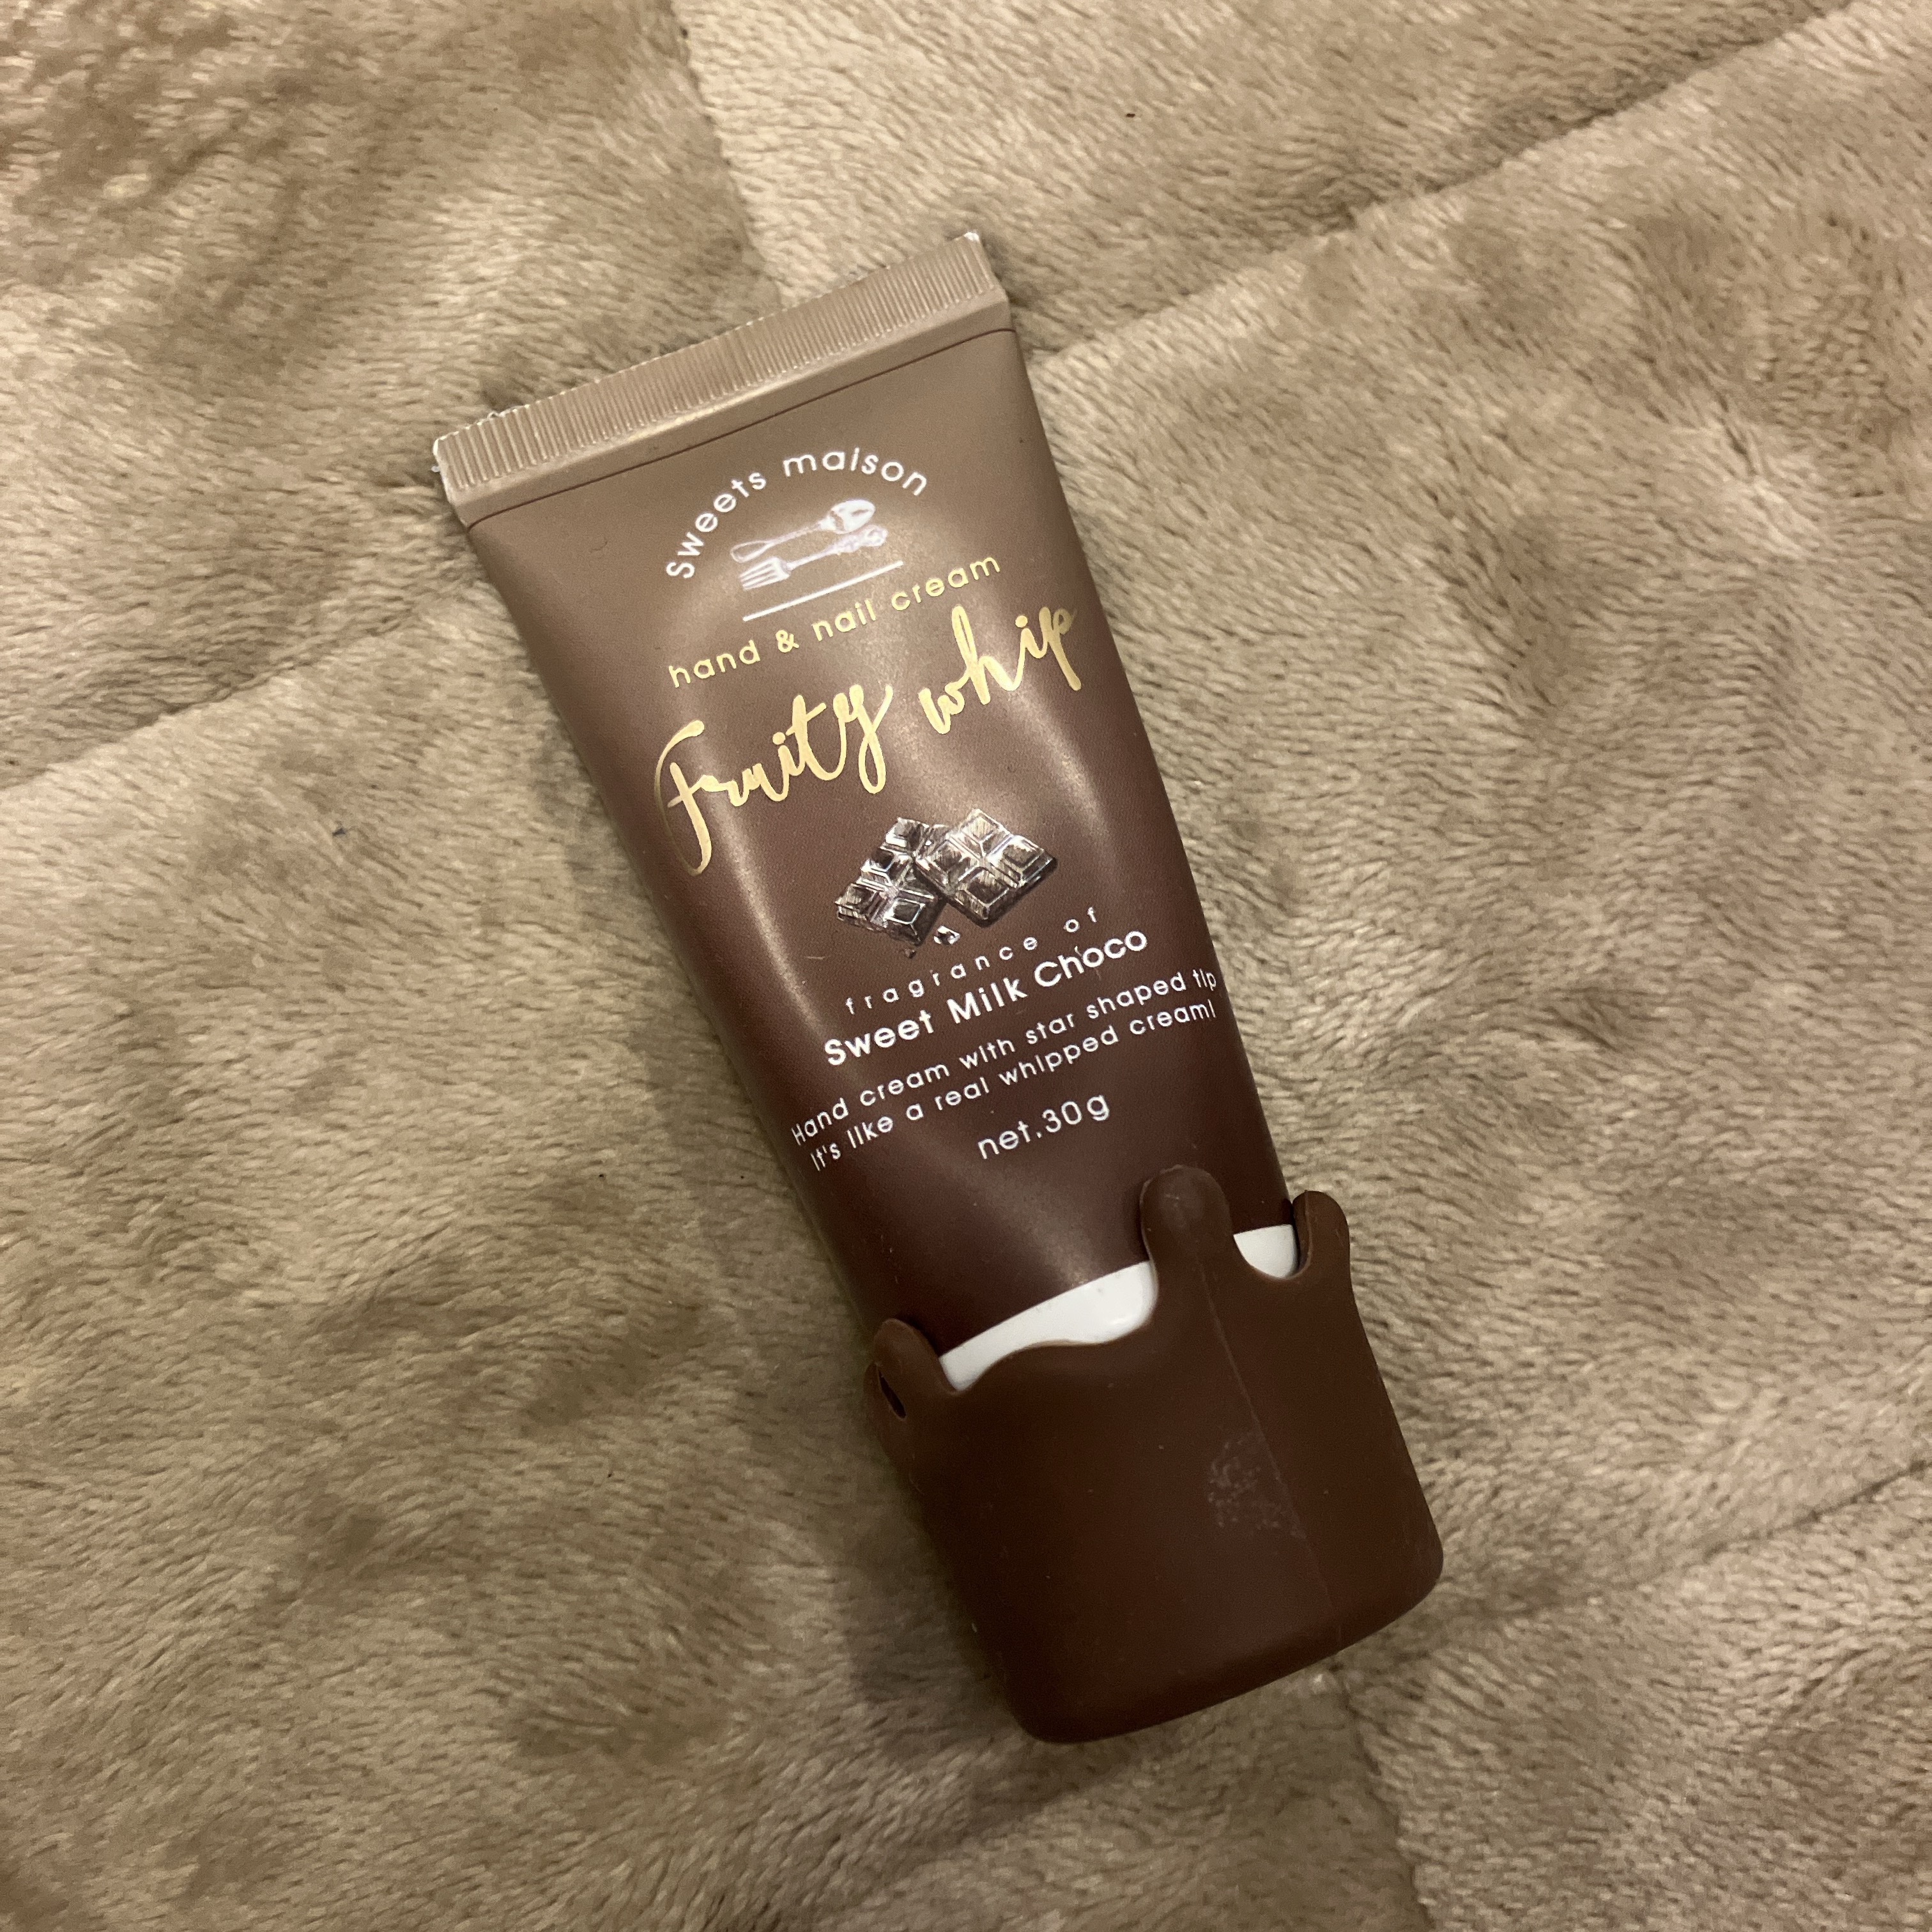 sweets maison
hand & nail cream
Fruity whip
fragrance of
Sweet Milk Choco
Hand cream with star shaped tip
It's like a real whipped cream!
net.30g